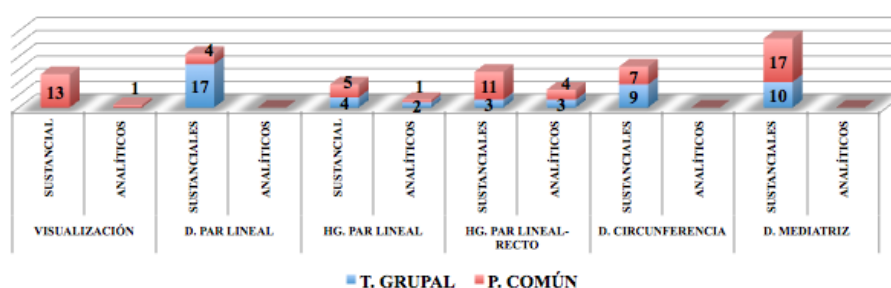 4
17
13
1
17
5
4
1
2
11
3
4
3
7
9
10
SUSTANCIAL
ANALÍTICOS
SUSTANCIALES
ANALÍTICOS
SUSTANCIAL
ANALÍTICOS
SUSTANCIALES
ANALÍTICOS
SUSTANCIALES
ANALÍTICOS
SUSTANCIALES
ANALÍTICOS
VISUALIZACIÓN
D. PAR LINEAL
HG. PAR LINEAL
HG. PAR LINEAL-
RECTO
D. CIRCUNFERENCIA
D. MEDIATRIZ
T. GRUPAL
P. COMÚN